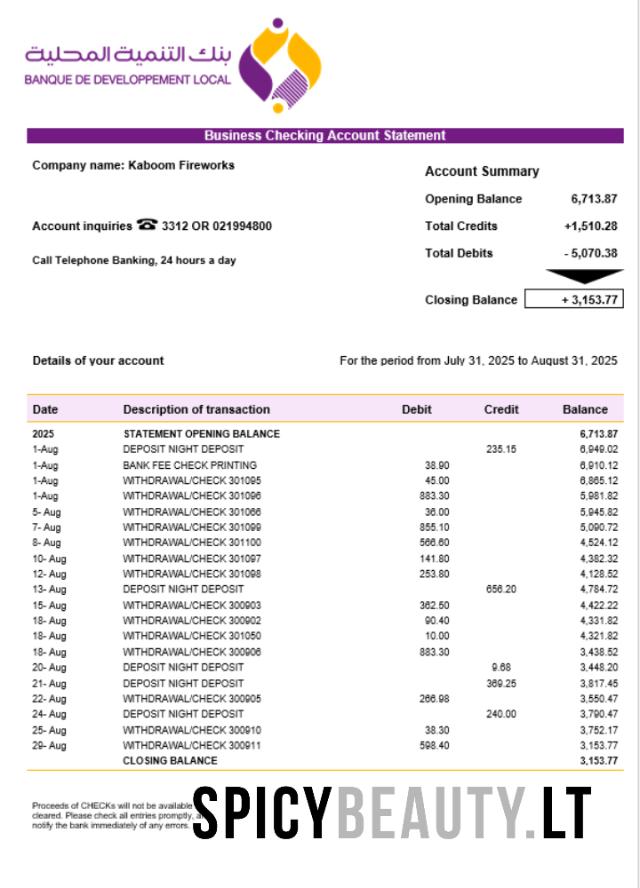 بنك التنمية المحلية
BANQUE DE DEVELOPPEMENT LOCAL
Business Checking Account Statement
Company name: Kaboom Fireworks
Account inquiries ☎ 3312 OR 021994800
Call Telephone Banking, 24 hours a day
Account Summary
Opening Balance 6,713.87
Total Credits +1,510.28
Total Debits - 5,070.38
Closing Balance + 3,153.77
Details of your account For the period from July 31, 2025 to August 31, 2025
Date Description of transaction Debit Credit Balance
2025 STATEMENT OPENING BALANCE 6,713.87
1-Aug DEPOSIT NIGHT DEPOSIT 235.15 6,949.02
1-Aug BANK FEE CHECK PRINTING 38.90 6,910.12
1-Aug WITHDRAWAL/CHECK 301095 45.00 6,865.12
1-Aug WITHDRAWAL/CHECK 301096 883.30 5,981.82
5- Aug WITHDRAWAL/CHECK 301066 36.00 5,945.82
7- Aug WITHDRAWAL/CHECK 301099 855.10 5,090.72
8- Aug WITHDRAWAL/CHECK 301100 566.60 4,524.12
10- Aug WITHDRAWAL/CHECK 301097 141.80 4,382.32
12- Aug WITHDRAWAL/CHECK 301098 253.80 4,128.52
13- Aug DEPOSIT NIGHT DEPOSIT 656.20 4,784.72
15- Aug WITHDRAWAL/CHECK 300903 362.50 4,422.22
18- Aug WITHDRAWAL/CHECK 300902 90.40 4,331.82
18- Aug WITHDRAWAL/CHECK 301050 10.00 4,321.82
18- Aug WITHDRAWAL/CHECK 300906 883.30 3,438.52
20- Aug DEPOSIT NIGHT DEPOSIT 9.68 3,448.20
21- Aug DEPOSIT NIGHT DEPOSIT 369.25 3,817.45
22- Aug WITHDRAWAL/CHECK 300905 266.98 3,550.47
24- Aug DEPOSIT NIGHT DEPOSIT 240.00 3,790.47
25- Aug WITHDRAWAL/CHECK 300910 38.30 3,752.17
29- Aug WITHDRAWAL/CHECK 300911 598.40 3,153.77
CLOSING BALANCE 3,153.77
Proceeds of CHECKs will not be available
cleared. Please check all entries promptly,
notify the bank immediately of any errors.
SPICYBEAUTY.LT